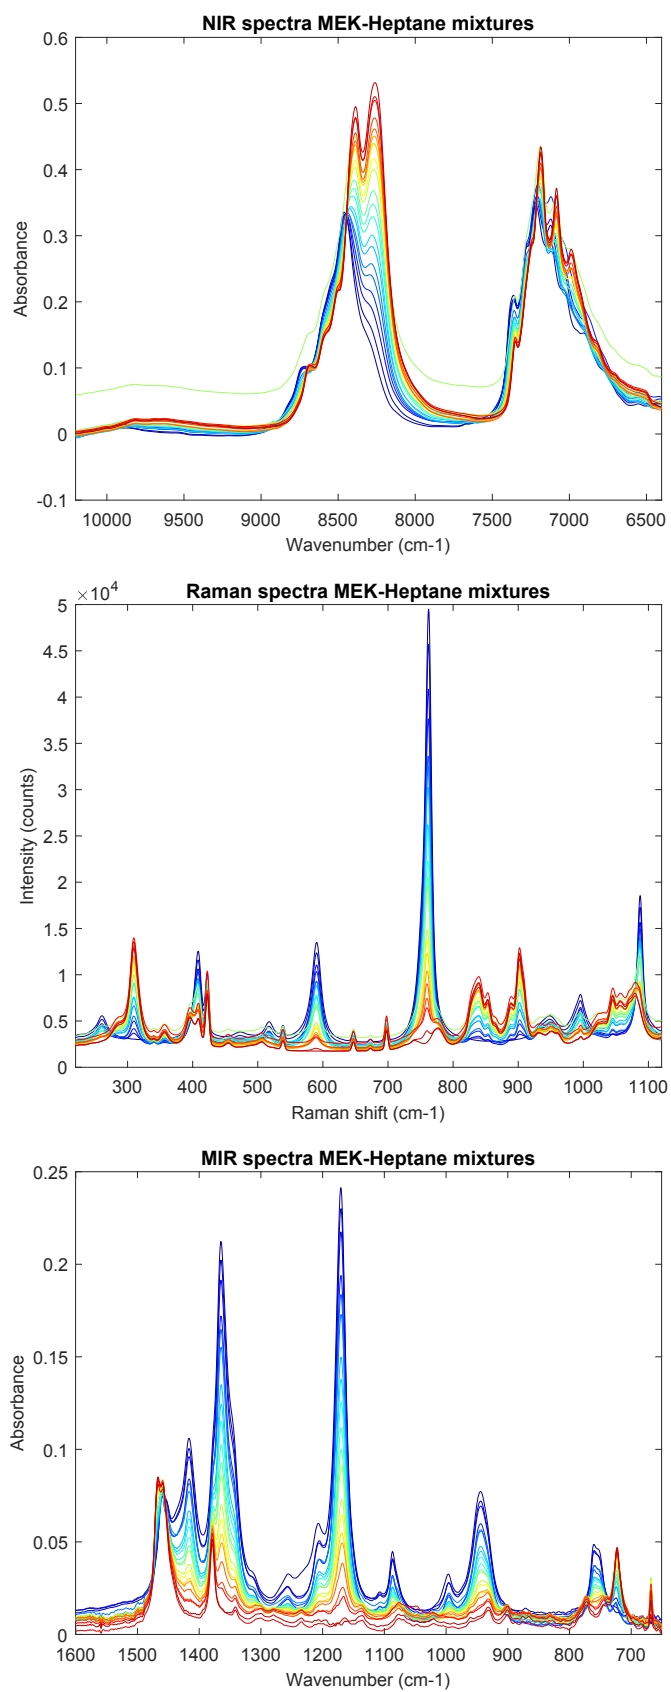 NIR spectra MEK-Heptane mixtures
0.6
0.5
0.4
0.3
0.2
0.1
0
-0.1
Absorbance
10000 9500 9000 8500 8000 7500 7000 6500
Wavenumber (cm-1)
Raman spectra MEK-Heptane mixtures
×10⁴
5
4.5
4
3.5
3
2.5
2
1.5
1
0.5
0
Intensity (counts)
300 400 500 600 700 800 900 1000 1100
Raman shift (cm-1)
MIR spectra MEK-Heptane mixtures
0.25
0.2
0.15
0.1
0.05
0
Absorbance
1600 1500 1400 1300 1200 1100 1000 900 800 700
Wavenumber (cm-1)